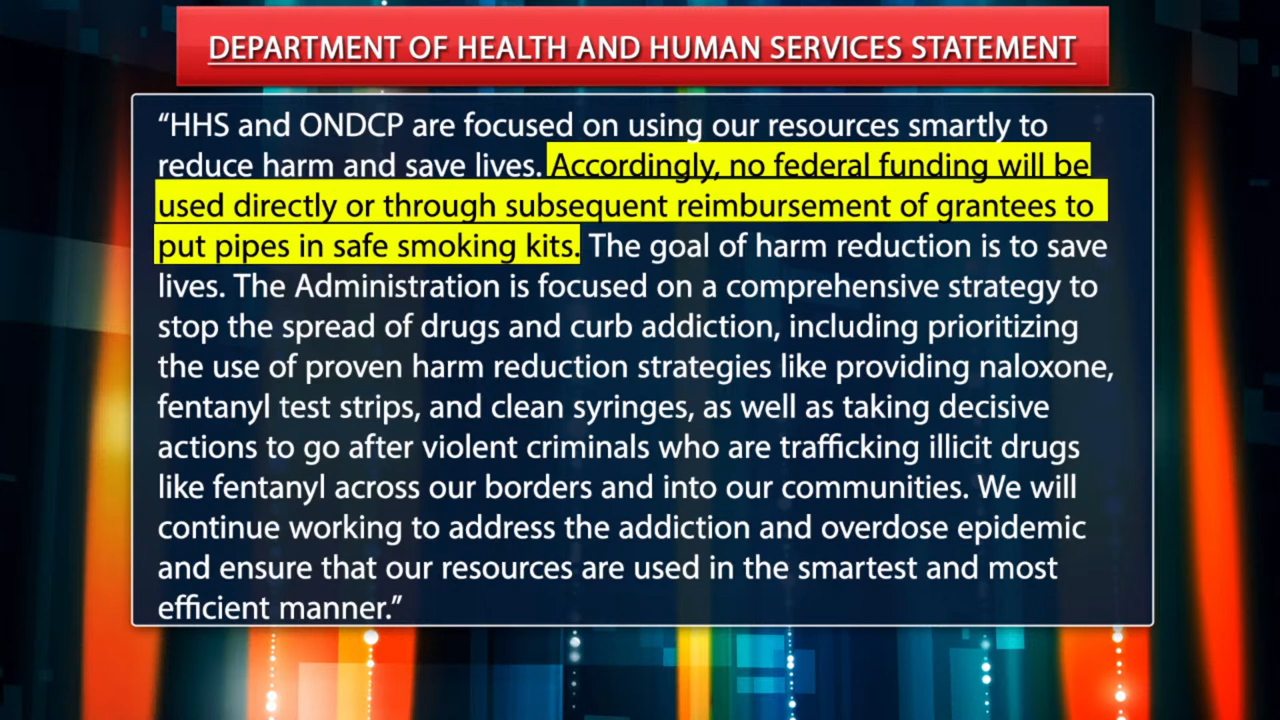 DEPARTMENT OF HEALTH AND HUMAN SERVICES STATEMENT
“HHS and ONDCP are focused on using our resources smartly to
reduce harm and save lives. Accordingly, no federal funding will be
used directly or through subsequent reimbursement of grantees to
put pipes in safe smoking kits. The goal of harm reduction is to save
lives. The Administration is focused on a comprehensive strategy to
stop the spread of drugs and curb addiction, including prioritizing
the use of proven harm reduction strategies like providing naloxone,
fentanyl test strips, and clean syringes, as well as taking decisive
actions to go after violent criminals who are trafficking illicit drugs
like fentanyl across our borders and into our communities. We will
continue working to address the addiction and overdose epidemic
and ensure that our resources are used in the smartest and most
efficient manner.”